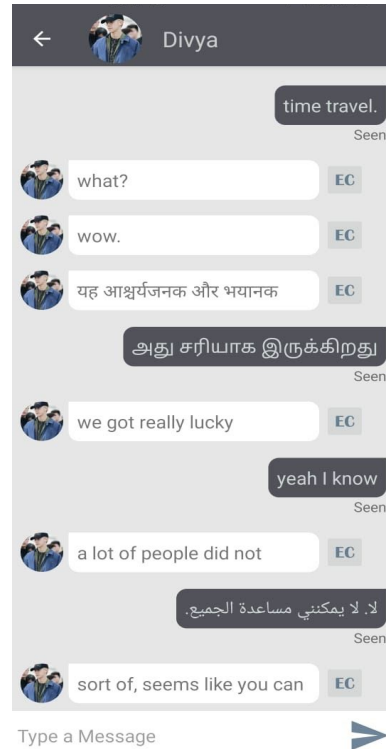 Divya
time travel.
Seen
what?
EC
wow.
EC
यह आश्चर्यजनक और भयानक
EC
அது சரியாக இருக்கிறது
Seen
we got really lucky
EC
yeah I know
Seen
a lot of people did not
EC
لا. لا يمكنني مساعدة الجميع.
Seen
sort of, seems like you can
EC
Type a Message